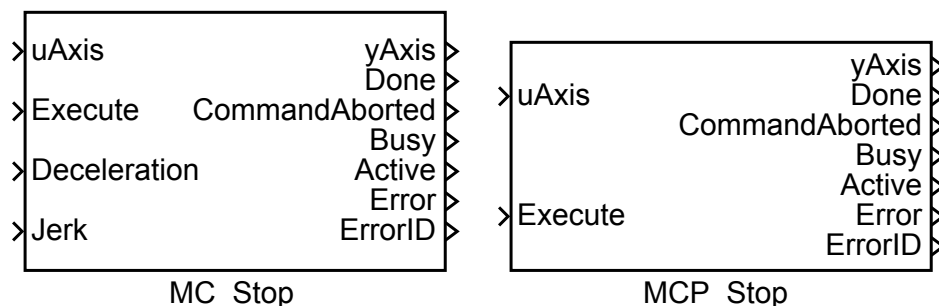 uAxis
Execute
Deceleration
Jerk
yAxis
Done
CommandAborted
Busy
Active
Error
ErrorID
MC_Stop
uAxis
Execute
yAxis
Done
CommandAborted
Busy
Active
Error
ErrorID
MCP_Stop